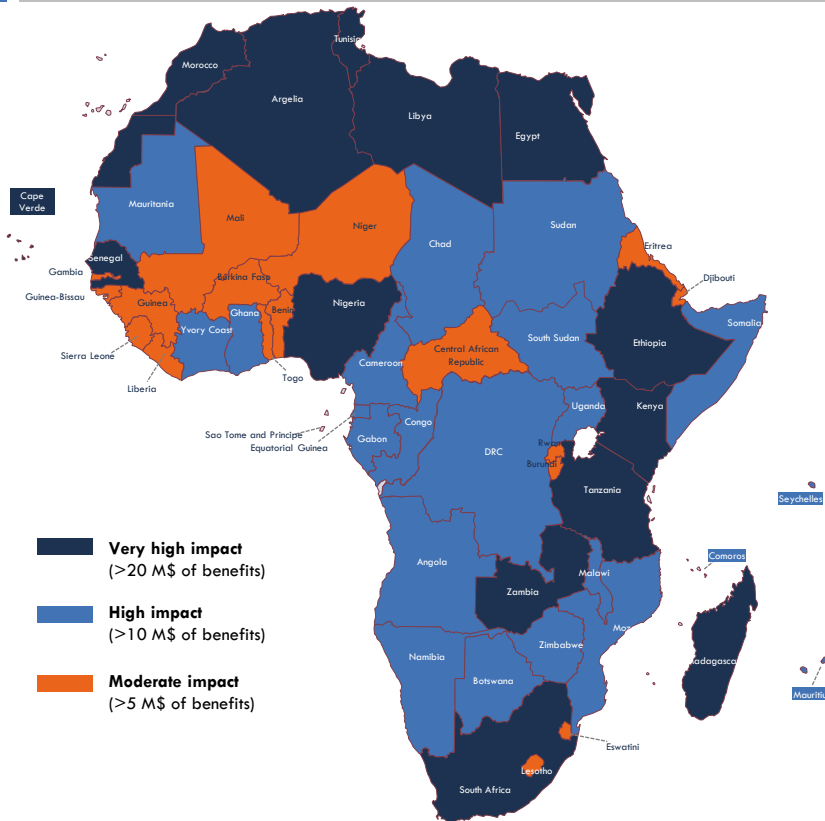 Tunisia
Morocco
Argelia
Libya
Egypt
Cape
Verde
Mauritania
Mali
Niger
Chad
Sudan
Eritrea
Senegal
Gambia
Djibouti
Guinea-Bissau
Guinea
Burkina Faso
Benin
Nigeria
Ghana
Yvory Coast
Somalia
South Sudan
Ethiopia
Sierra Leone
Central African
Republic
Cameroon
Togo
Liberia
Uganda
Kenya
Congo
Sao Tome and Principe
Equatorial Guinea
Gabon
DRC
Rwan
Burundi
Tanzania
Seychelles
Very high impact
(>20 M$ of benefits)
Angola
Malawi
Comoros
Zambia
High impact
(>10 M$ of benefits)
Moz
Zimbabwe
Namibia
adagasca
Moderate impact
(>5 M$ of benefits)
Botswana
Mauritiu
Eswatini
Lesotho
South Africa